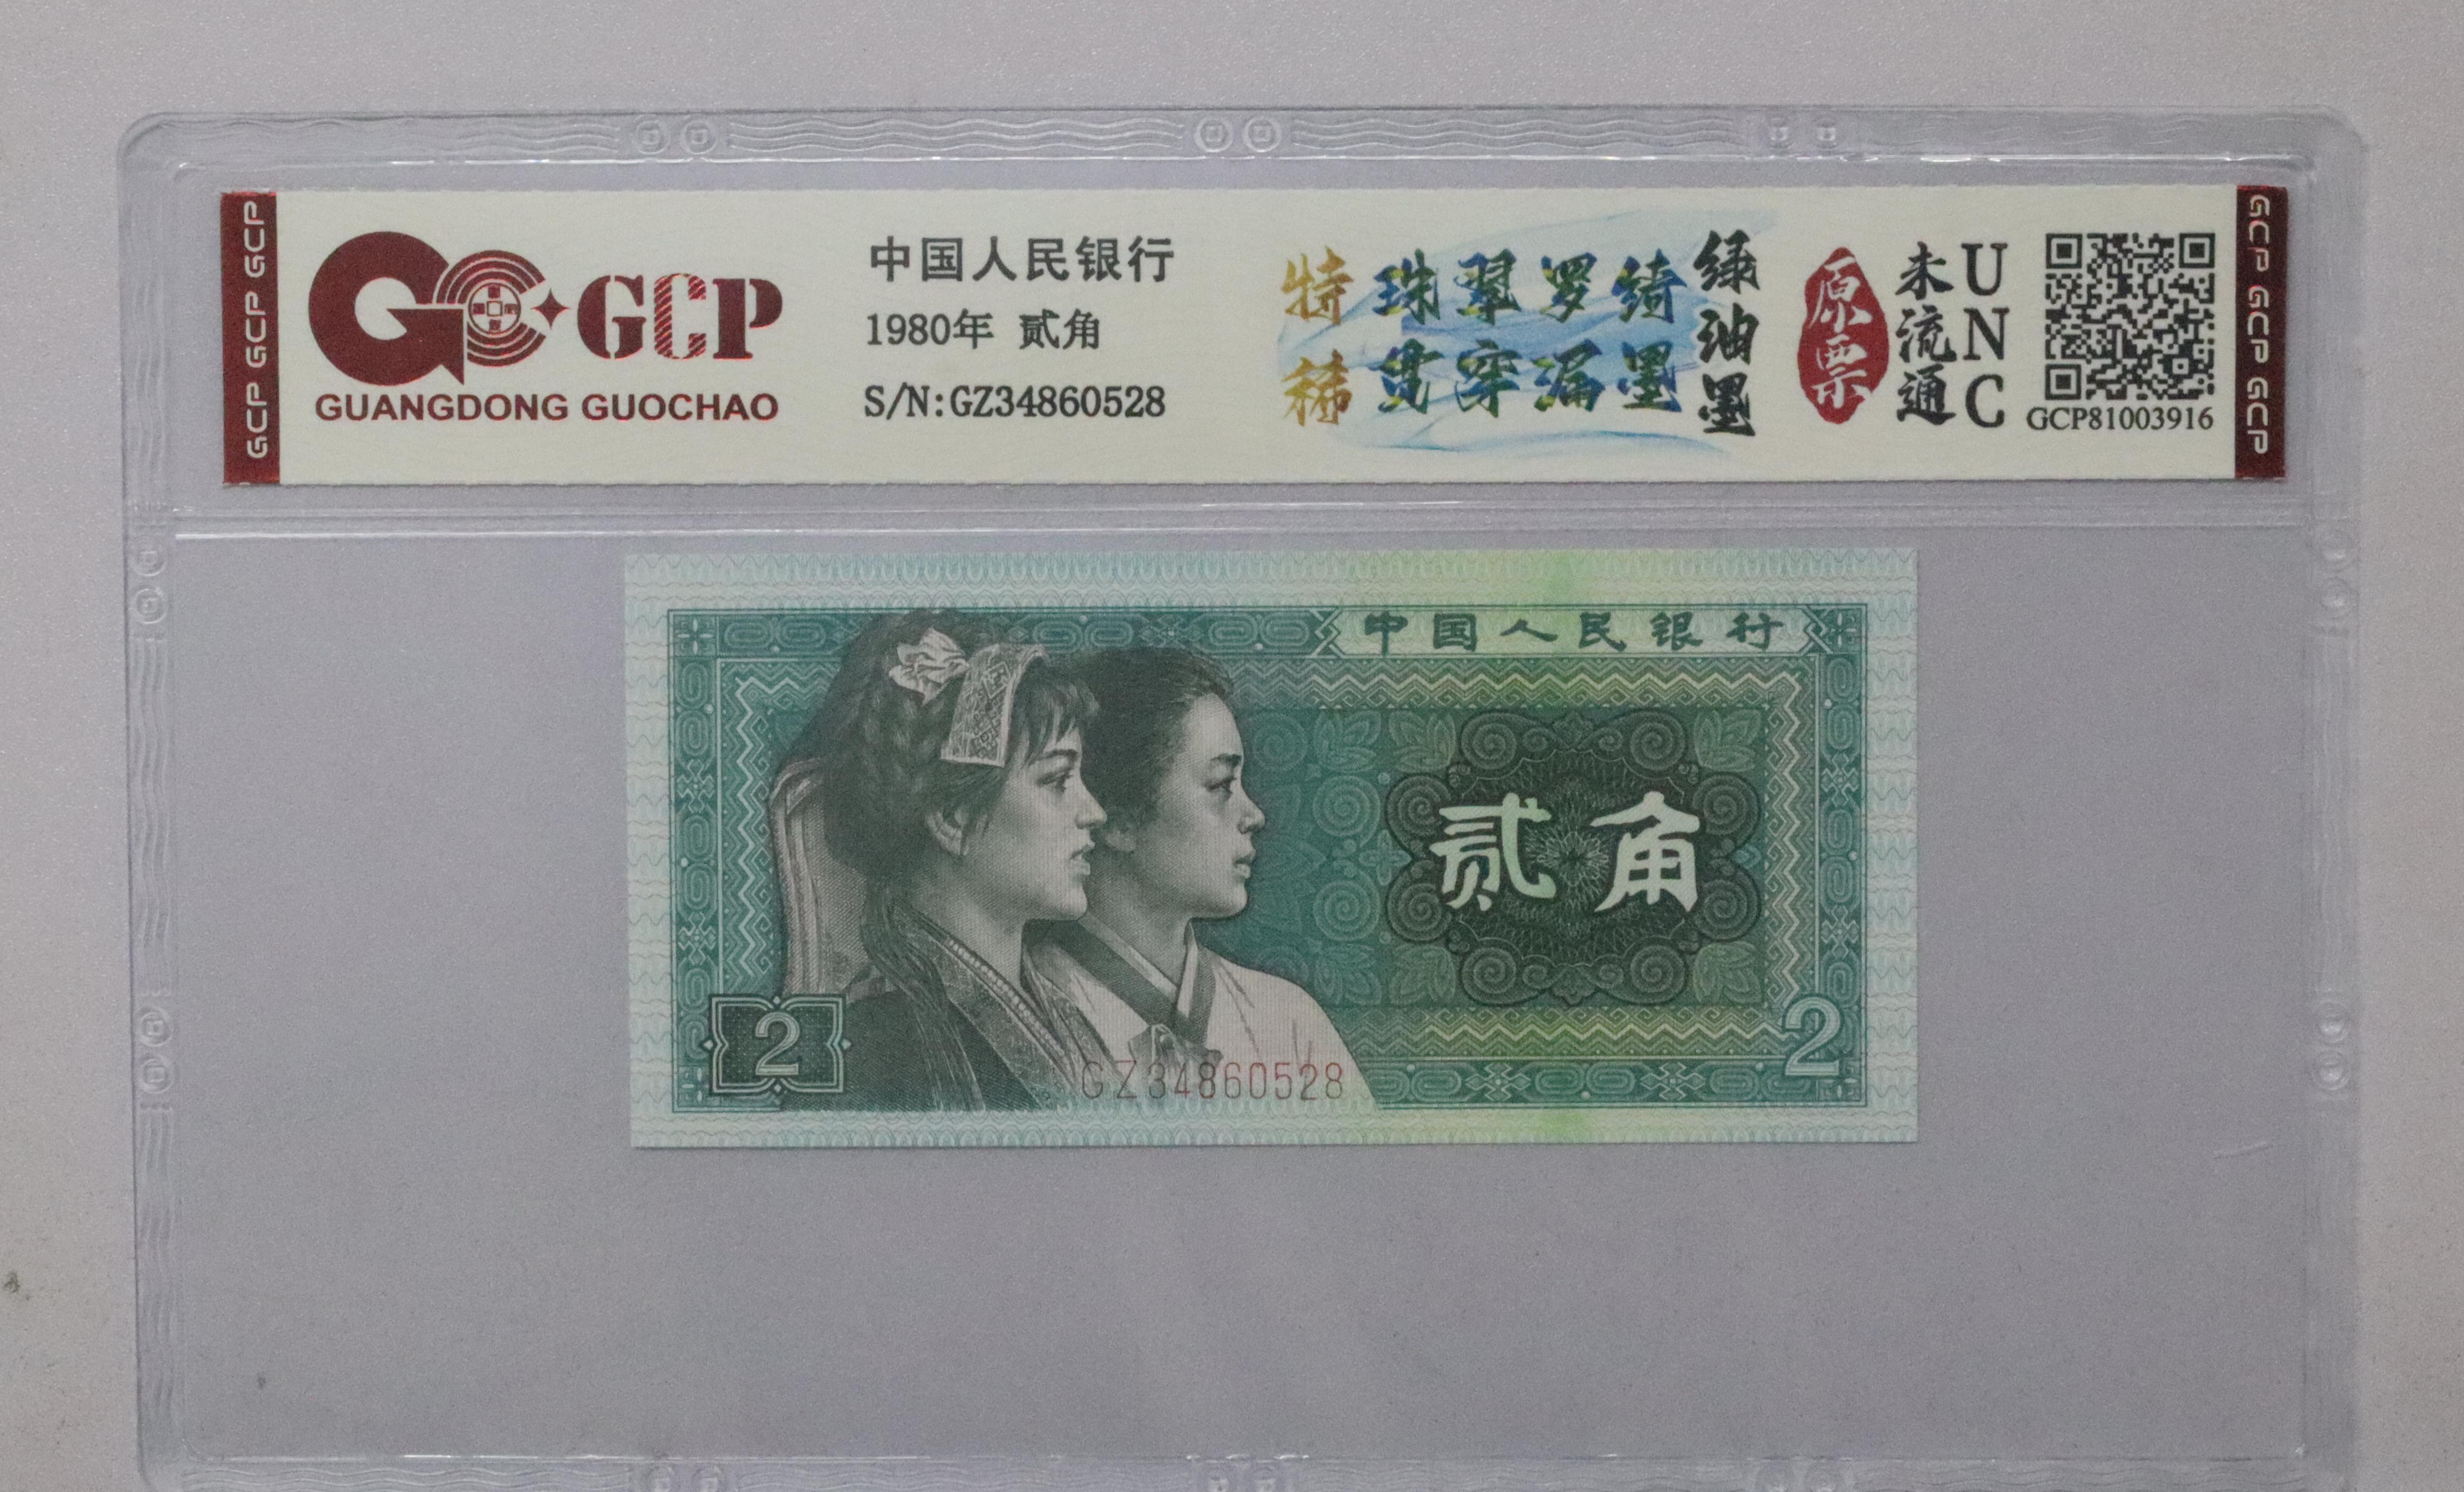 GCP GCP GCP
GCP
GUANGDONG GUOCHAO
中国人民银行
1980年 贰角
S/N:GZ34860528
特稀
珠翠罗绮
贯穿漏墨
绿油墨
原票
未流通
UNC
GCP81003916
GCP GCP GCP
中国人民银行
贰角
2
2
GZ34860528